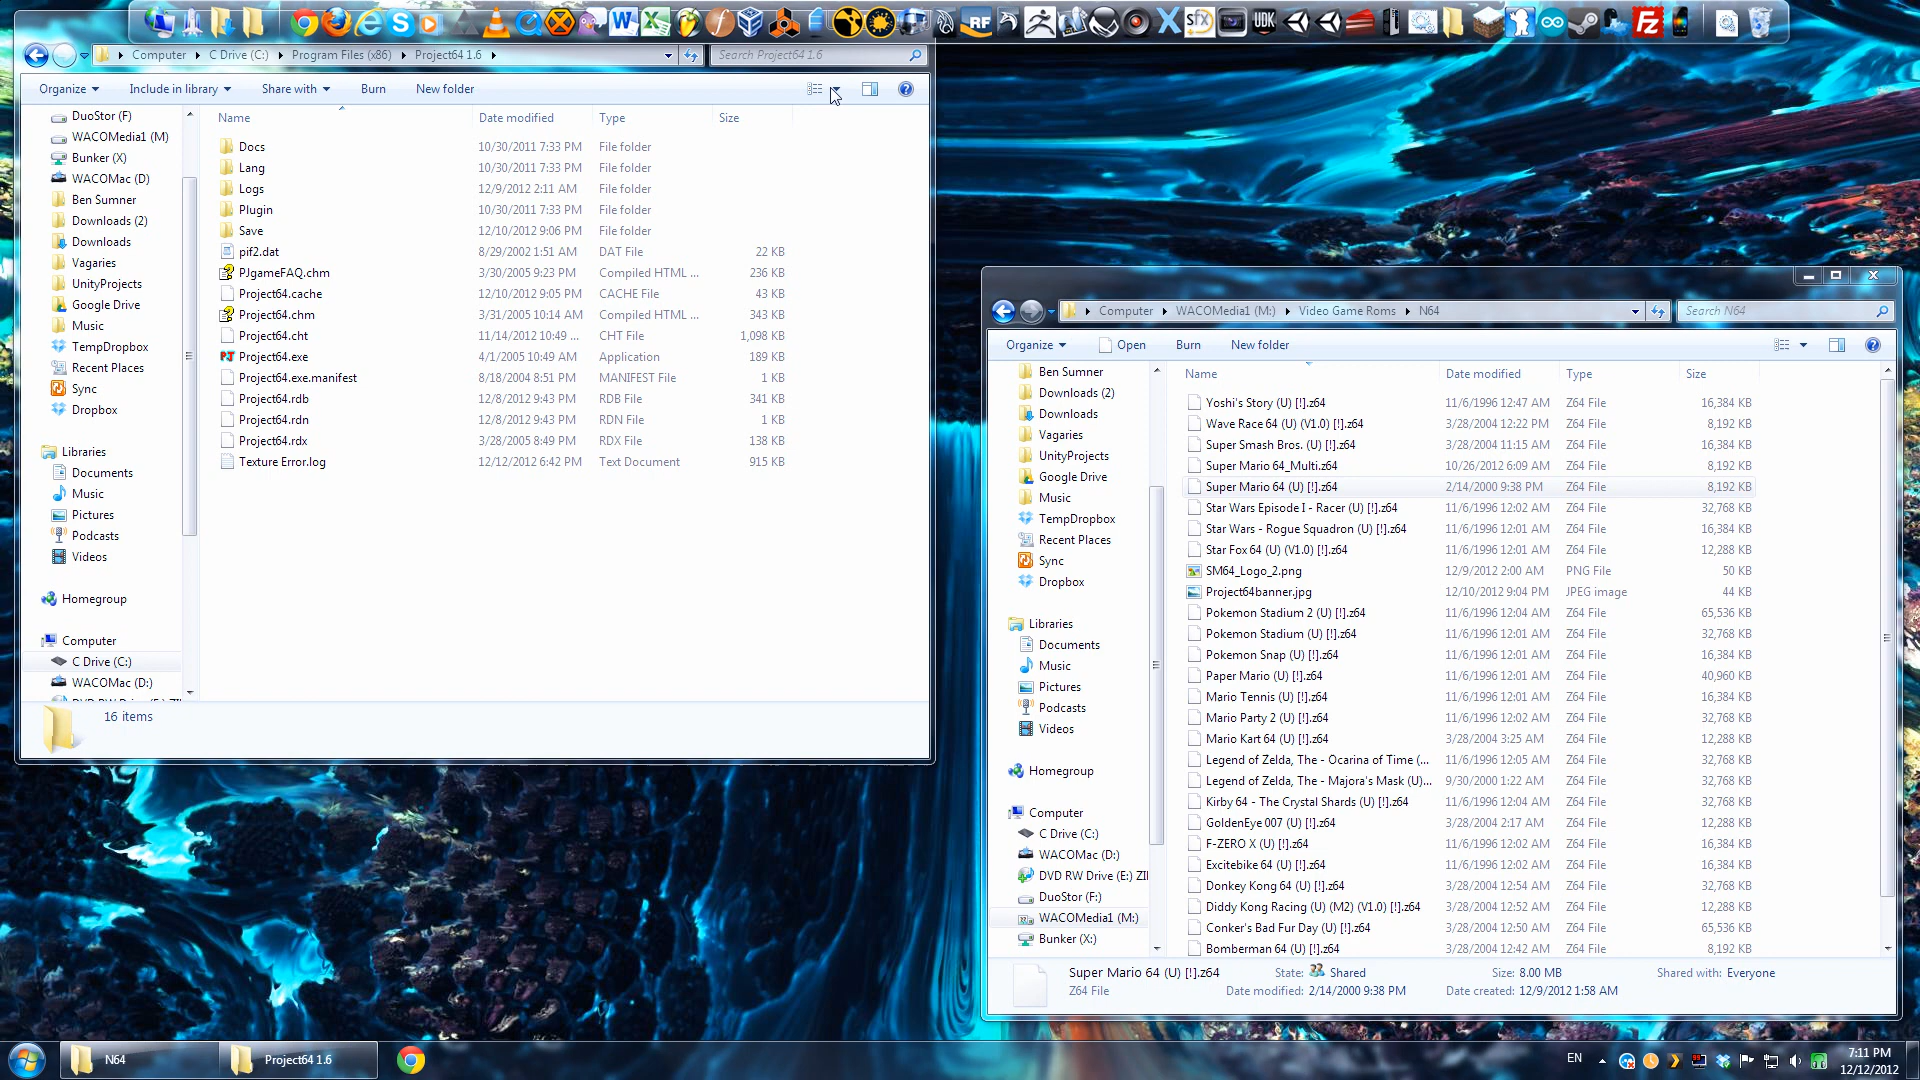 Computer C Drive (C:) Program Files (x86) Project64 1.6 Search Project64 1.6
Organize Include in library Share with Burn New folder
Name Date modified Type Size
DuoStor (F)
WACOMedia1 (M)
Bunker (X)
WACOMac (D)
Ben Sumner
Downloads (2)
Downloads
Vagaries
UnityProjects
Google Drive
Music
TempDropbox
Recent Places
Sync
Dropbox
Libraries
Documents
Music
Pictures
Podcasts
Videos
Homegroup
Computer
C Drive (C:)
WACOMac (D:)
Docs 10/30/2011 7:33 PM File folder
Lang 10/30/2011 7:33 PM File folder
Logs 12/9/2012 2:11 AM File folder
Plugin 10/30/2011 7:33 PM File folder
Save 12/10/2012 9:06 PM File folder
pif2.dat 8/29/2002 1:51 AM DAT File 22 KB
PJgameFAQ.chm 3/30/2005 9:23 PM Compiled HTML ... 236 KB
Project64.cache 12/10/2012 9:05 PM CACHE File 43 KB
Project64.chm 3/31/2005 10:14 AM Compiled HTML ... 343 KB
Project64.cht 11/14/2012 10:49 ... CHT File 1,098 KB
Project64.exe 4/1/2005 10:49 AM Application 189 KB
Project64.exe.manifest 8/18/2004 8:51 PM MANIFEST File 1 KB
Project64.rdb 12/8/2012 9:43 PM RDB File 341 KB
Project64.rdn 12/8/2012 9:43 PM RDN File 1 KB
Project64.rdx 3/28/2005 8:49 PM RDX File 138 KB
Texture Error.log 12/12/2012 6:42 PM Text Document 915 KB
16 items
Computer WACOMedia1 (M:) Video Game Roms N64 Search N64
Organize Open Burn New folder
Name Date modified Type Size
Ben Sumner
Downloads (2)
Downloads
Vagaries
UnityProjects
Google Drive
Music
TempDropbox
Recent Places
Sync
Dropbox
Libraries
Documents
Music
Pictures
Podcasts
Videos
Homegroup
Computer
C Drive (C:)
WACOMac (D:)
DVD RW Drive (E:) ZI
DuoStor (F:)
WACOMedia1 (M:)
Bunker (X:)
Yoshi's Story (U) [!].z64 11/6/1996 12:47 AM Z64 File 16,384 KB
Wave Race 64 (U) (V1.0) [!].z64 3/28/2004 12:22 PM Z64 File 8,192 KB
Super Smash Bros. (U) [!].z64 3/28/2004 11:15 AM Z64 File 16,384 KB
Super Mario 64_Multi.z64 10/26/2012 6:09 AM Z64 File 8,192 KB
Super Mario 64 (U) [!].z64 2/14/2000 9:38 PM Z64 File 8,192 KB
Star Wars Episode I - Racer (U) [!].z64 11/6/1996 12:02 AM Z64 File 32,768 KB
Star Wars - Rogue Squadron (U) [!].z64 11/6/1996 12:01 AM Z64 File 16,384 KB
Star Fox 64 (U) (V1.0) [!].z64 11/6/1996 12:01 AM Z64 File 12,288 KB
SM64_Logo_2.png 12/9/2012 2:00 AM PNG File 50 KB
Project64banner.jpg 12/10/2012 9:04 PM JPEG image 44 KB
Pokemon Stadium 2 (U) [!].z64 11/6/1996 12:04 AM Z64 File 65,536 KB
Pokemon Stadium (U) [!].z64 11/6/1996 12:01 AM Z64 File 32,768 KB
Pokemon Snap (U) [!].z64 11/6/1996 12:01 AM Z64 File 16,384 KB
Paper Mario (U) [!].z64 11/6/1996 12:01 AM Z64 File 40,960 KB
Mario Tennis (U) [!].z64 11/6/1996 12:01 AM Z64 File 16,384 KB
Mario Party 2 (U) [!].z64 11/6/1996 12:02 AM Z64 File 32,768 KB
Mario Kart 64 (U) [!].z64 3/28/2004 3:25 AM Z64 File 12,288 KB
Legend of Zelda, The - Ocarina of Time (... 11/6/1996 12:05 AM Z64 File 32,768 KB
Legend of Zelda, The - Majora's Mask (U)... 9/30/2000 1:22 AM Z64 File 32,768 KB
Kirby 64 - The Crystal Shards (U) [!].z64 11/6/1996 12:04 AM Z64 File 32,768 KB
GoldenEye 007 (U) [!].z64 3/28/2004 2:17 AM Z64 File 12,288 KB
F-ZERO X (U) [!].z64 11/6/1996 12:02 AM Z64 File 16,384 KB
Excitebike 64 (U) [!].z64 11/6/1996 12:02 AM Z64 File 16,384 KB
Donkey Kong 64 (U) [!].z64 3/28/2004 12:54 AM Z64 File 32,768 KB
Diddy Kong Racing (U) (M2) (V1.0) [!].z64 3/28/2004 12:52 AM Z64 File 12,288 KB
Conker's Bad Fur Day (U) [!].z64 3/28/2004 12:50 AM Z64 File 65,536 KB
Bomberman 64 (U) [!].z64 3/28/2004 12:42 AM Z64 File 8,192 KB
Super Mario 64 (U) [!].z64 State: Shared Size: 8.00 MB Shared with: Everyone
Z64 File Date modified: 2/14/2000 9:38 PM Date created: 12/9/2012 1:58 AM
N64 Project64 1.6 EN 7:11 PM
12/12/2012